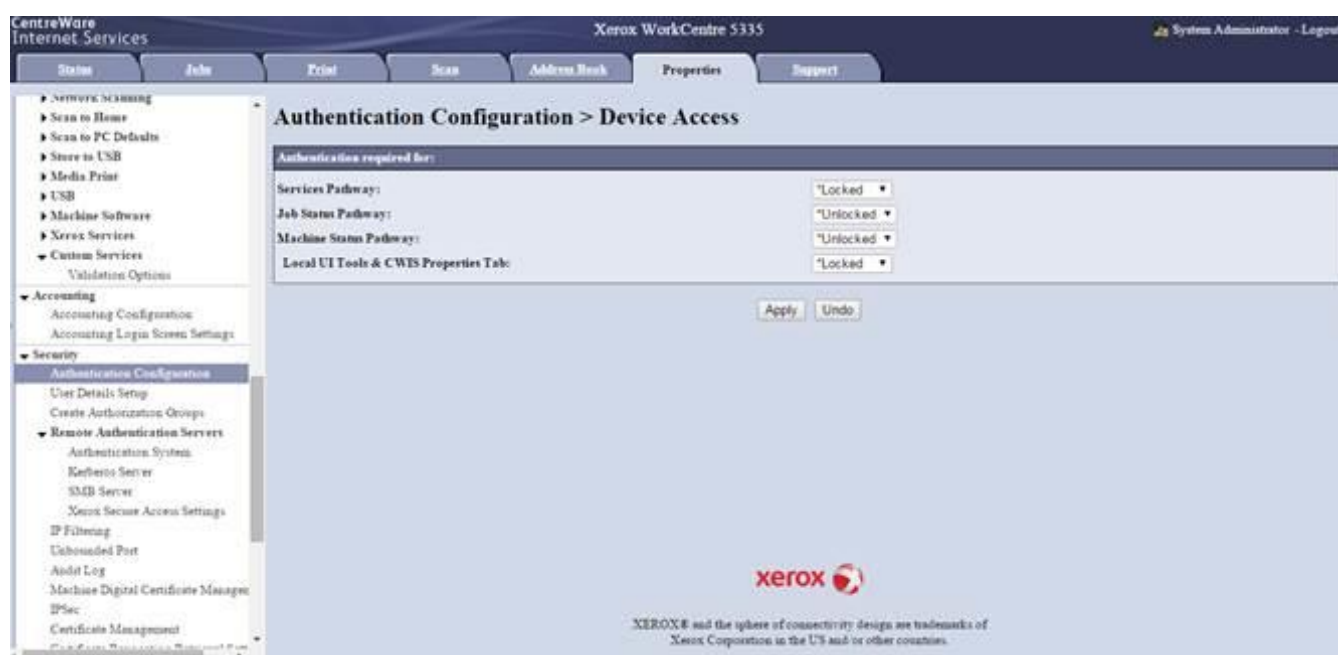 CentreWare
Internet Services
Xerox WorkCentre 5335
System Administrator - Logout
Status
Jobs
Print
Scan
Address Book
Properties
Support
Network Scanning
Scan to Home
Scan to PC Defaults
Store to USB
Media Print
USB
Machine Software
Xerox Services
Custom Services
Validation Options
Accounting
Accounting Configuration
Accounting Login Screen Settings
Security
Authentication Configuration
User Details Setup
Create Authorization Groups
Remote Authentication Servers
Authentication System
Kerberos Server
SMB Server
Xerox Secure Access Settings
IP Filtering
Unbounded Port
Audit Log
Machine Digital Certificate Manager
IPSec
Certificate Management
Authentication Configuration > Device Access
Authentication required for:
Services Pathway: *Locked
Job Status Pathway: *Unlocked
Machine Status Pathway: *Unlocked
Local UI Tools & CWIS Properties Tab: *Locked
Apply Undo
xerox
XEROX® and the sphere of connectivity design are trademarks of
Xerox Corporation in the US and/or other countries.